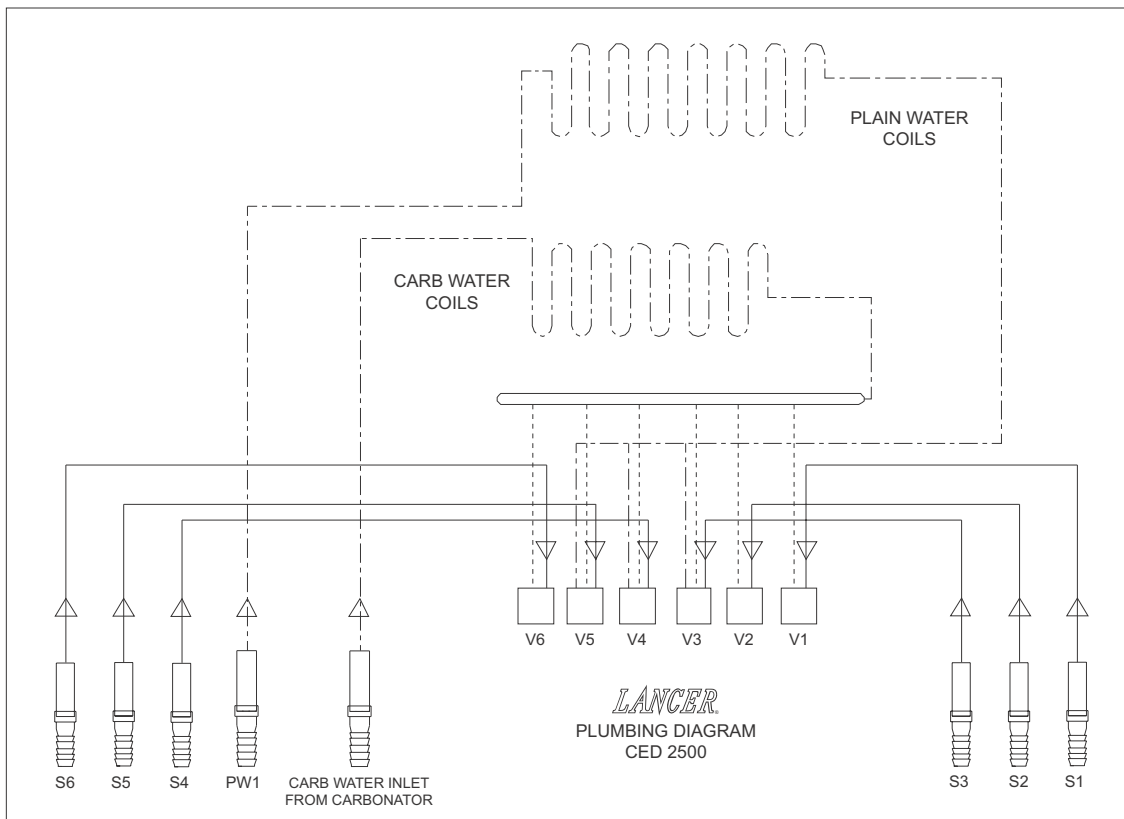 PLAIN WATER
COILS
CARB WATER
COILS
V6 V5 V4 V3 V2 V1
LANCER®
PLUMBING DIAGRAM
CED 2500
S6 S5 S4 PW1 CARB WATER INLET
FROM CARBONATOR
S3 S2 S1